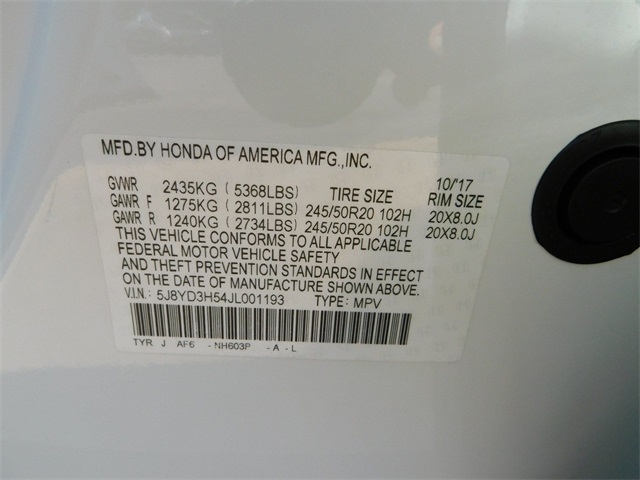 MFD.BY HONDA OF AMERICA MFG.,INC.
10/'17
GVWR 2435KG ( 5368LBS) TIRE SIZE RIM SIZE
GAWR F 1275KG ( 2811LBS) 245/50R20 102H 20X8.0J
GAWR R 1240KG ( 2734LBS) 245/50R20 102H 20X8.0J
THIS VEHICLE CONFORMS TO ALL APPLICABLE
FEDERAL MOTOR VEHICLE SAFETY
AND THEFT PREVENTION STANDARDS IN EFFECT
ON THE DATE OF MANUFACTURE SHOWN ABOVE.
V.I.N.: 5J8YD3H54JL001193 TYPE: MPV
TYR J AF6 -NH603P -A-L